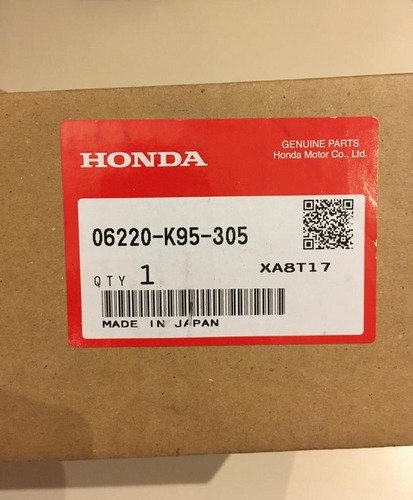 GENUINE PARTS
Honda Motor Co., Ltd.
HONDA
06220-K95-305
QTY 1
XA8T17
MADE IN JAPAN